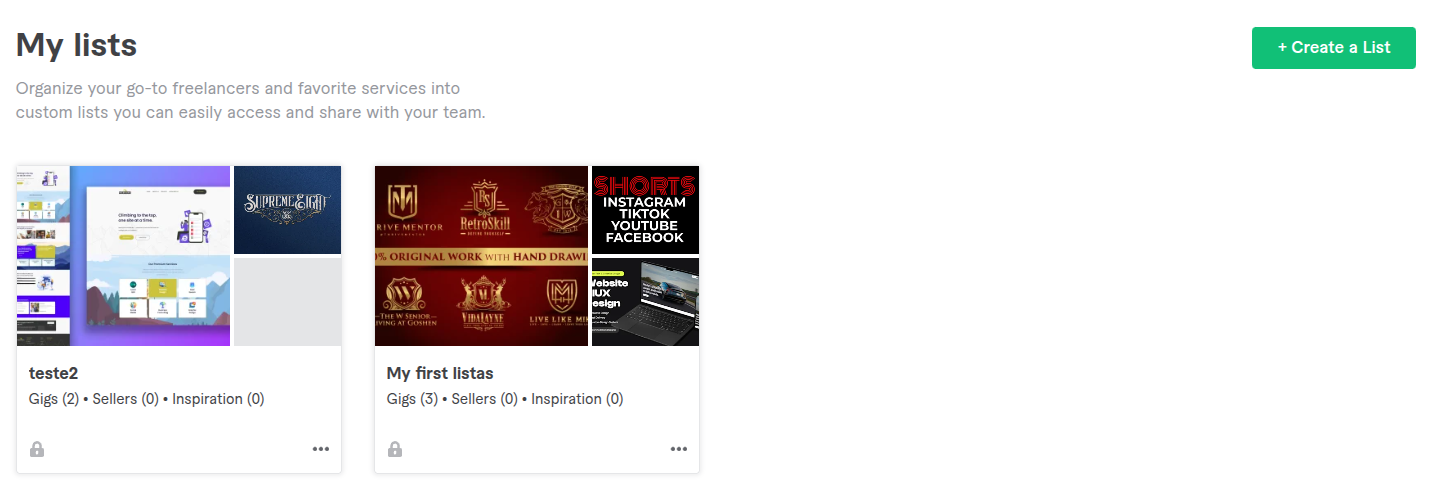 My lists
+ Create a List
Organize your go-to freelancers and favorite services into
custom lists you can easily access and share with your team.
Climbing to the top,
one site at a time.
SUPREME EIGHT
RIVE MENTOR
RS
RetroSkill
0% ORIGINAL WORK WITH HAND DRAWI
W
THE W SENIOR
IVING AT GOSHEN
VIDALAYNE
LIVE LIKE MI
SHORTS
INSTAGRAM
TIKTOK
YOUTUBE
FACEBOOK
Website
UX
esign
teste2
Gigs (2) • Sellers (0) • Inspiration (0)
My first listas
Gigs (3) • Sellers (0) • Inspiration (0)